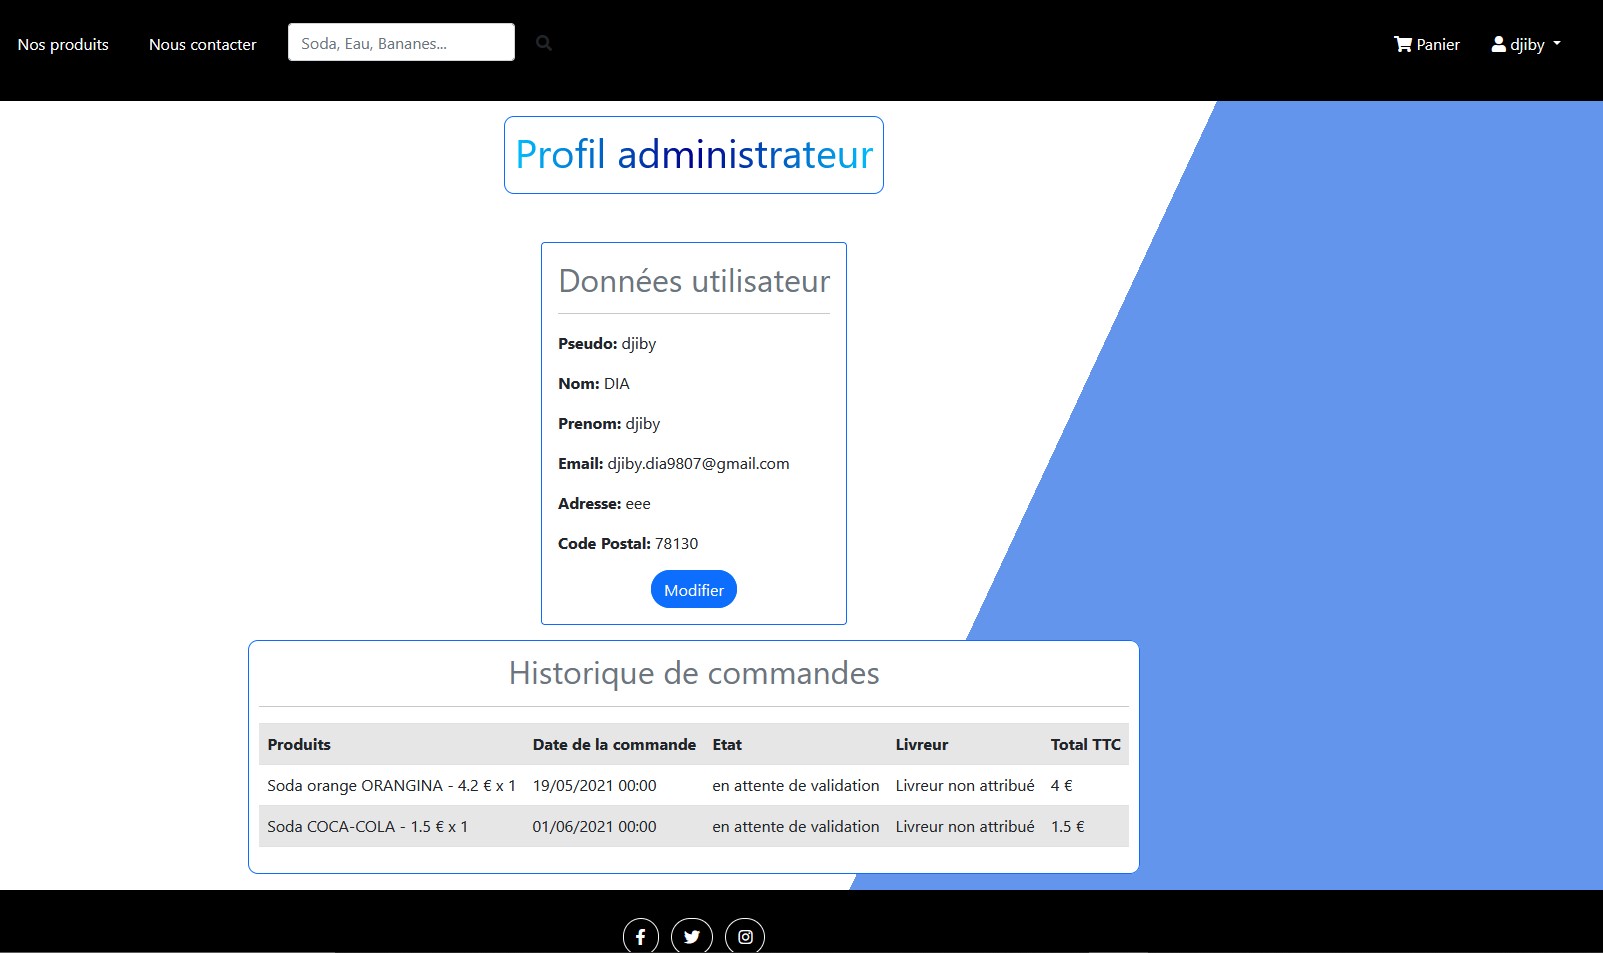 Nos produits Nous contacter Soda, Eau, Bananes... Panier djiby
Profil administrateur
Données utilisateur
Pseudo: djiby
Nom: DIA
Prenom: djiby
Email: djiby.dia9807@gmail.com
Adresse: eee
Code Postal: 78130
Modifier
Historique de commandes
Produits Date de la commande Etat Livreur Total TTC
Soda orange ORANGINA - 4.2 € x 1 19/05/2021 00:00 en attente de validation Livreur non attribué 4 €
Soda COCA-COLA - 1.5 € x 1 01/06/2021 00:00 en attente de validation Livreur non attribué 1.5 €